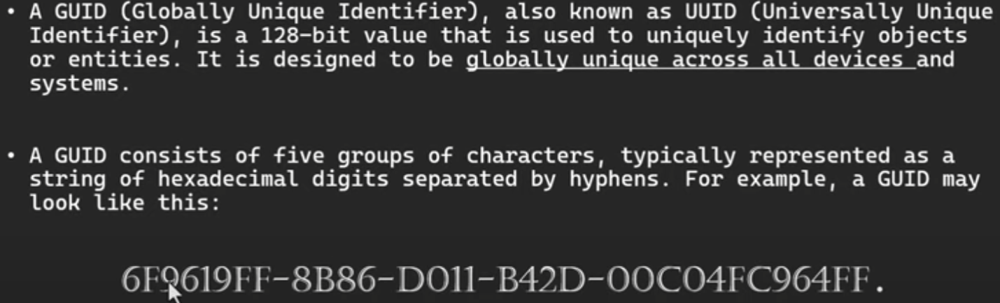 • A GUID (Globally Unique Identifier), also known as UUID (Universally Unique
Identifier), is a 128-bit value that is used to uniquely identify objects
or entities. It is designed to be globally unique across all devices and
systems.
• A GUID consists of five groups of characters, typically represented as a
string of hexadecimal digits separated by hyphens. For example, a GUID may
look like this:
6F9619FF-8B86-D011-B42D-00C04FC964FF.